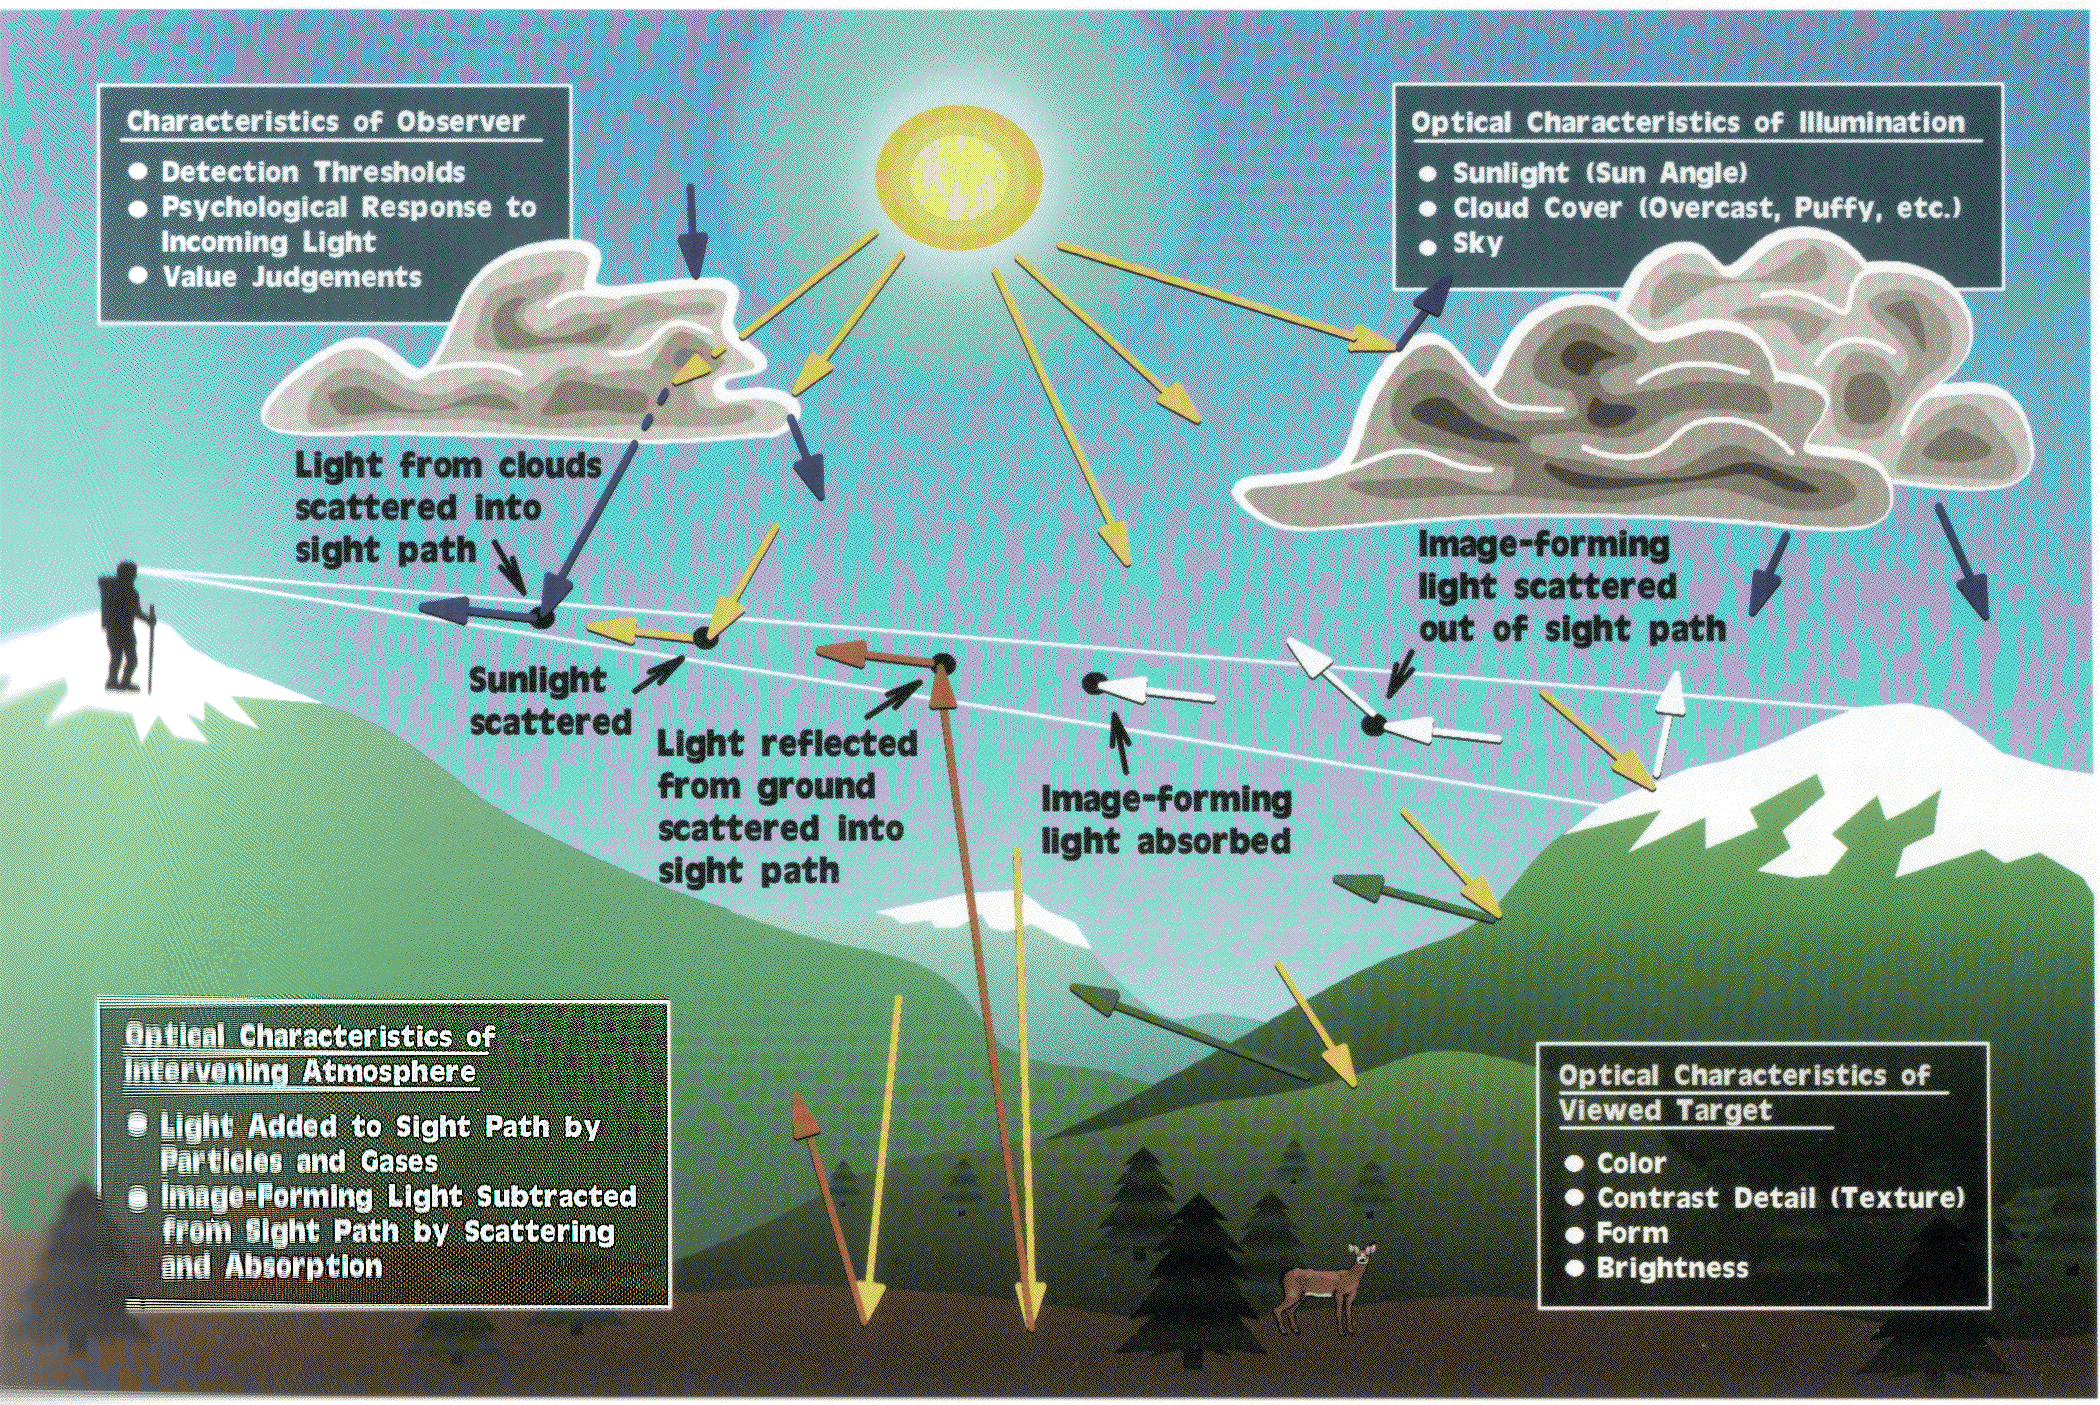 Characteristics of Observer
● Detection Thresholds
● Psychological Response to
Incoming Light
● Value Judgements
Optical Characteristics of Illumination
● Sunlight (Sun Angle)
● Cloud Cover (Overcast, Puffy, etc.)
● Sky
Light from clouds
scattered into
sight path
Sunlight
scattered
Light reflected
from ground
scattered into
sight path
Image-forming
light absorbed
Image-forming
light scattered
out of sight path
Optical Characteristics of
Intervening Atmosphere
● Light Added to Sight Path by
Particles and Gases
● Image-Forming Light Subtracted
from Sight Path by Scattering
and Absorption
Optical Characteristics of
Viewed Target
● Color
● Contrast Detail (Texture)
● Form
● Brightness